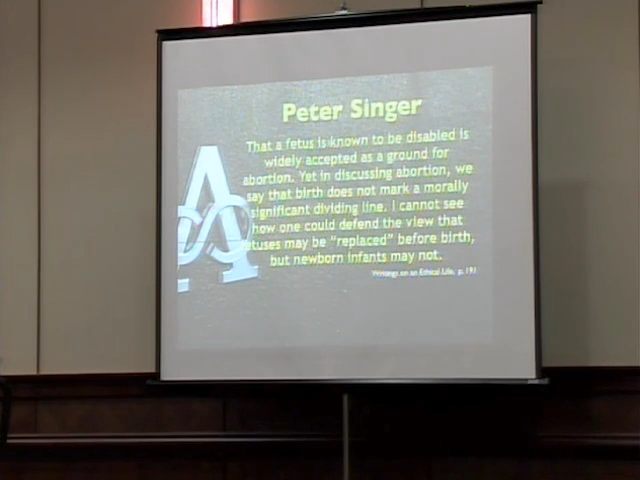 Peter Singer
That a fetus is known to be disabled is
widely accepted as a ground for
abortion. Yet in discussing abortion, we
say that birth does not mark a morally
significant dividing line. I cannot see
how one could defend the view that
fetuses may be "replaced" before birth,
but newborn infants may not.
Writings on an Ethical Life, p. 191
A